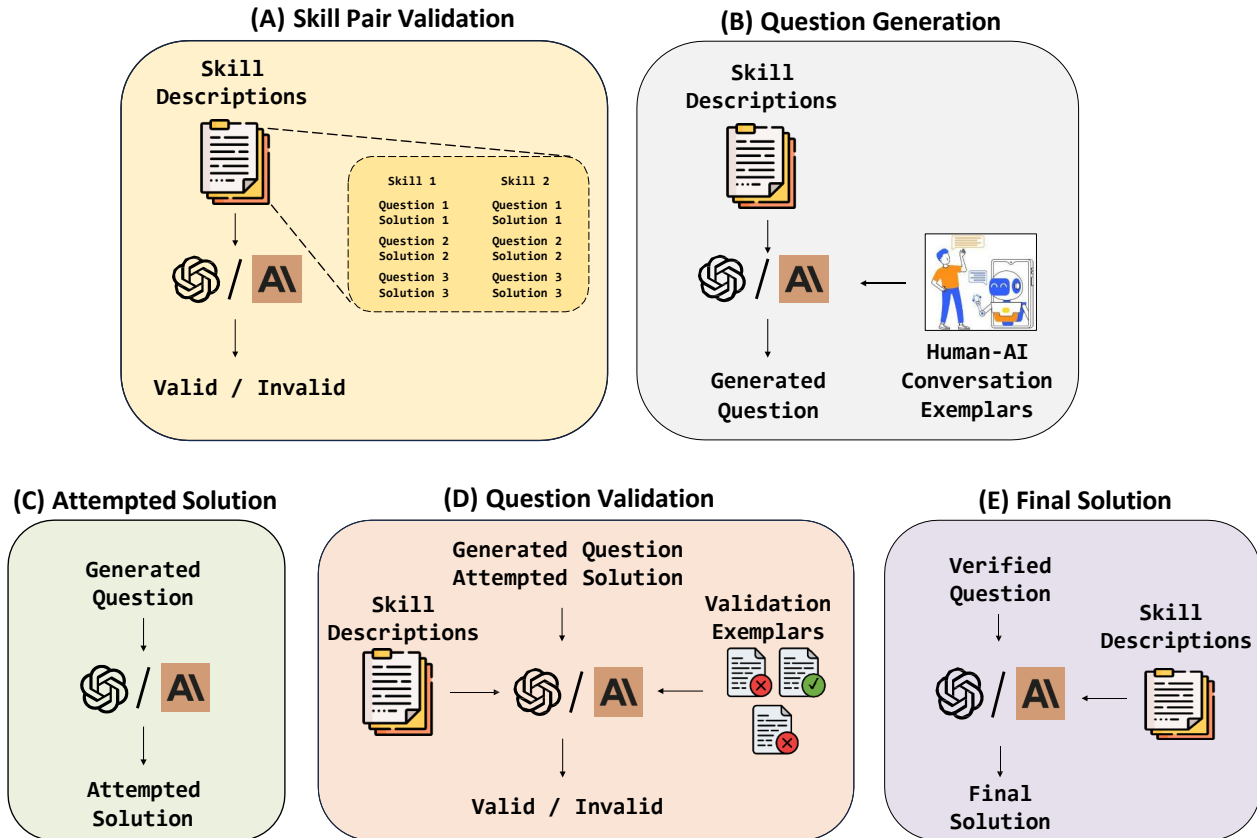 (A) Skill Pair Validation
Skill
Descriptions
Skill 1 Skill 2
Question 1 Question 1
Solution 1 Solution 1
Question 2 Question 2
Solution 2 Solution 2
Question 3 Question 3
Solution 3 Solution 3
/ A\
Valid / Invalid
(B) Question Generation
Skill
Descriptions
/ A\
Human-AI
Conversation
Exemplars
Generated
Question
(C) Attempted Solution
Generated
Question
/ A\
Attempted
Solution
(D) Question Validation
Generated Question
Attempted Solution
Skill
Descriptions
Validation
Exemplars
/ A\
Valid / Invalid
(E) Final Solution
Verified
Question
Skill
Descriptions
/ A\
Final
Solution